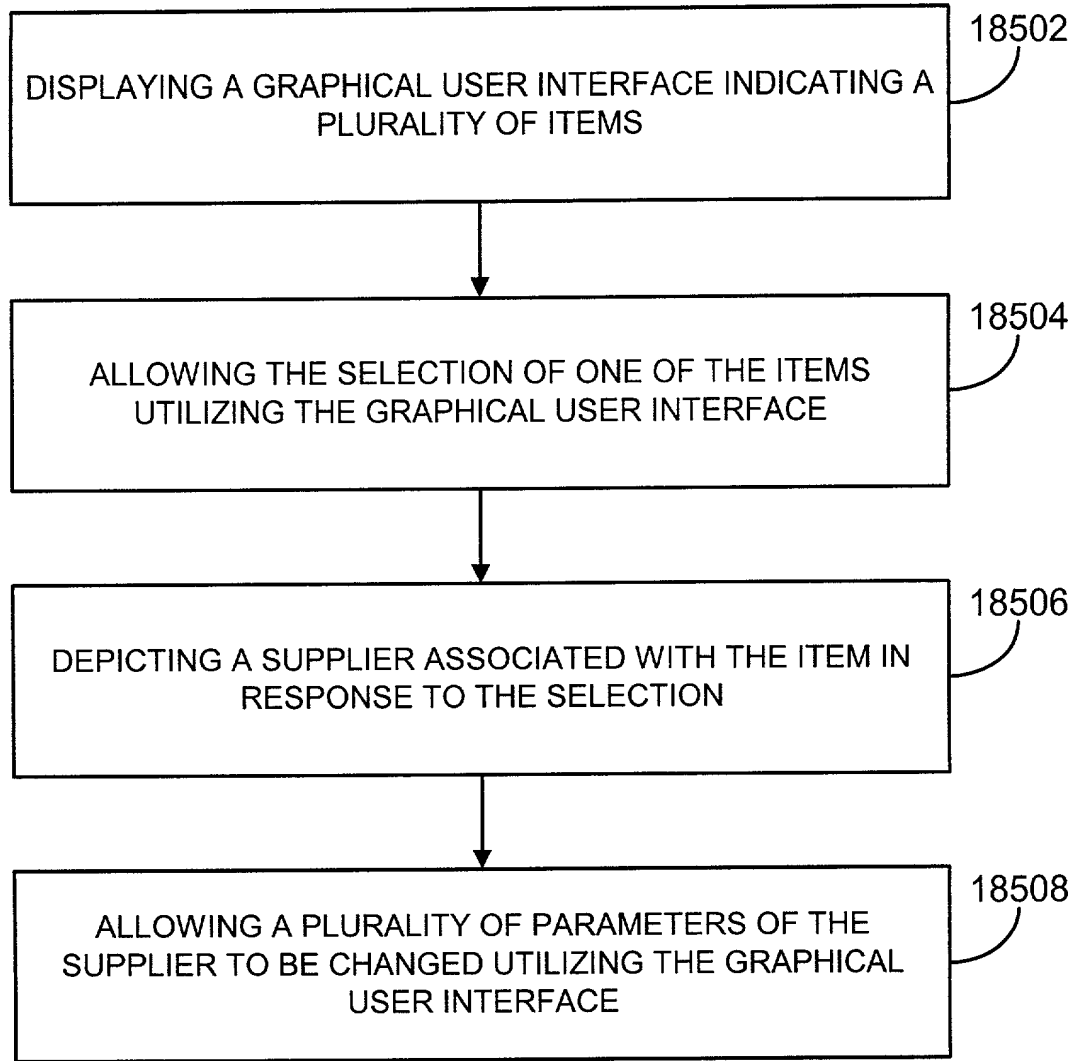 18502
DISPLAYING A GRAPHICAL USER INTERFACE INDICATING A
PLURALITY OF ITEMS
18504
ALLOWING THE SELECTION OF ONE OF THE ITEMS
UTILIZING THE GRAPHICAL USER INTERFACE
18506
DEPICTING A SUPPLIER ASSOCIATED WITH THE ITEM IN
RESPONSE TO THE SELECTION
18508
ALLOWING A PLURALITY OF PARAMETERS OF THE
SUPPLIER TO BE CHANGED UTILIZING THE GRAPHICAL
USER INTERFACE